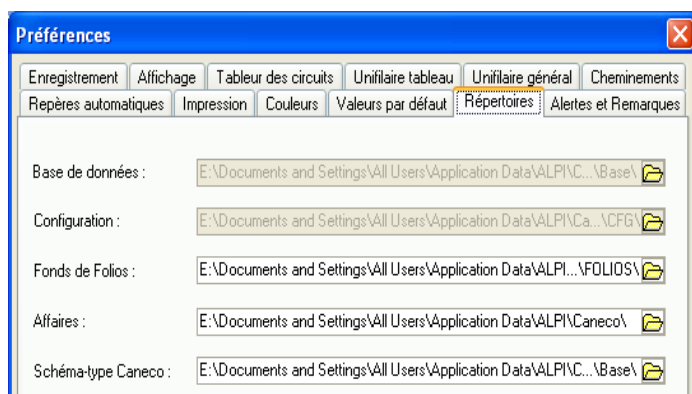 Préférences
Enregistrement Affichage Tableur des circuits Unifilaire tableau Unifilaire général Cheminements
Repères automatiques Impression Couleurs Valeurs par défaut Répertoires Alertes et Remarques
Base de données : E:\Documents and Settings\All Users\Application Data\ALPI\C...\Base\
Configuration : E:\Documents and Settings\All Users\Application Data\ALPI\Ca...\CFG\
Fonds de Folios : E:\Documents and Settings\All Users\Application Data\ALPI...\FOLIOS\
Affaires : E:\Documents and Settings\All Users\Application Data\ALPI\Caneco\
Schéma-type Caneco : E:\Documents and Settings\All Users\Application Data\ALPI\C...\Base\